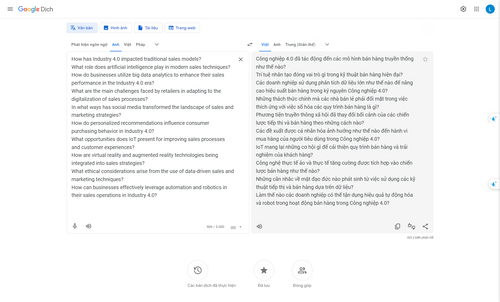 Google Dịch
Văn bản
Hình ảnh
Tài liệu
Trang web
Phát hiện ngôn ngữ Anh Việt Pháp
Việt Anh Trung (Giản thể)
How has Industry 4.0 impacted traditional sales models?
What role does artificial intelligence play in modern sales techniques?
How do businesses utilize big data analytics to enhance their sales
performance in the Industry 4.0 era?
What are the main challenges faced by retailers in adapting to the
digitalization of sales processes?
In what ways has social media transformed the landscape of sales and
marketing strategies?
How do personalized recommendations influence consumer
purchasing behavior in Industry 4.0?
What opportunities does IoT present for improving sales processes
and customer experiences?
How are virtual reality and augmented reality technologies being
integrated into sales strategies?
What ethical considerations arise from the use of data-driven sales and
marketing techniques?
How can businesses effectively leverage automation and robotics in
their sales operations in Industry 4.0?
Công nghiệp 4.0 đã tác động đến các mô hình bán hàng truyền thống
như thế nào?
Trí tuệ nhân tạo đóng vai trò gì trong kỹ thuật bán hàng hiện đại?
Các doanh nghiệp sử dụng phân tích dữ liệu lớn như thế nào để nâng
cao hiệu suất bán hàng trong kỷ nguyên Công nghiệp 4.0?
Những thách thức chính mà các nhà bán lẻ phải đối mặt trong việc
thích ứng với việc số hóa các quy trình bán hàng là gì?
Phương tiện truyền thông xã hội đã thay đổi bối cảnh của các chiến
lược tiếp thị và bán hàng theo những cách nào?
Các đề xuất được cá nhân hóa ảnh hưởng như thế nào đến hành vi
mua hàng của người tiêu dùng trong Công nghiệp 4.0?
IoT mang lại những cơ hội gì để cải thiện quy trình bán hàng và trải
nghiệm của khách hàng?
Công nghệ thực tế ảo và thực tế tăng cường được tích hợp vào chiến
lược bán hàng như thế nào?
Những cân nhắc về mặt đạo đức nào phát sinh từ việc sử dụng các kỹ
thuật tiếp thị và bán hàng dựa trên dữ liệu?
Làm thế nào các doanh nghiệp có thể tận dụng hiệu quả tự động hóa
và robot trong hoạt động bán hàng trong Công nghiệp 4.0?
Các bản dịch đã thực hiện
Đã lưu
Đóng góp